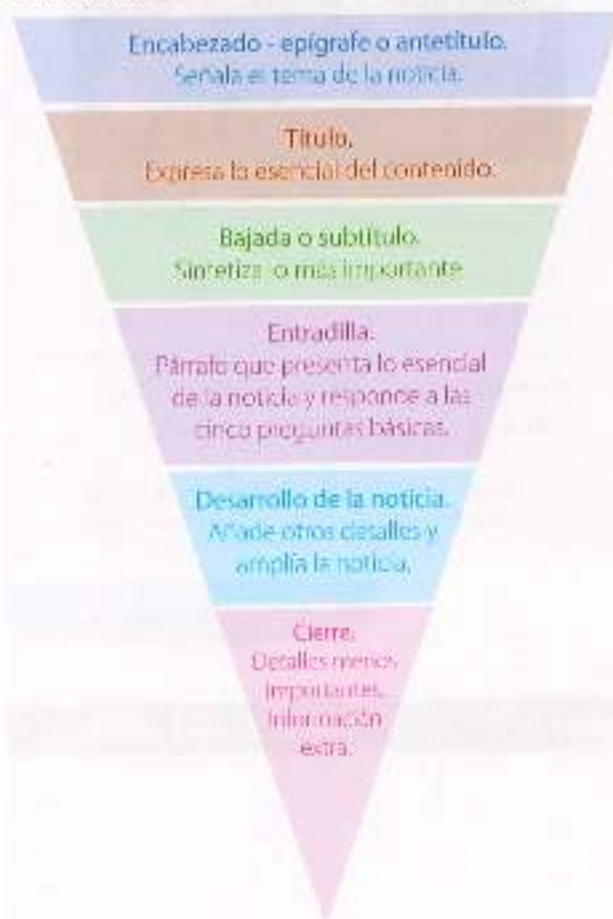 Encabezado - epígrafe o antetítulo.
Señala el tema de la noticia.
Título.
Expresa lo esencial del contenido.
Bajada o subtítulo.
Sintetiza lo más importante
Entradilla.
Párrafo que presenta lo esencial
de la noticia y responde a las
cinco preguntas básicas.
Desarrollo de la noticia.
Añade otros detalles y
amplía la noticia.
Cierre.
Detalles menos
importantes.
Información
extra.